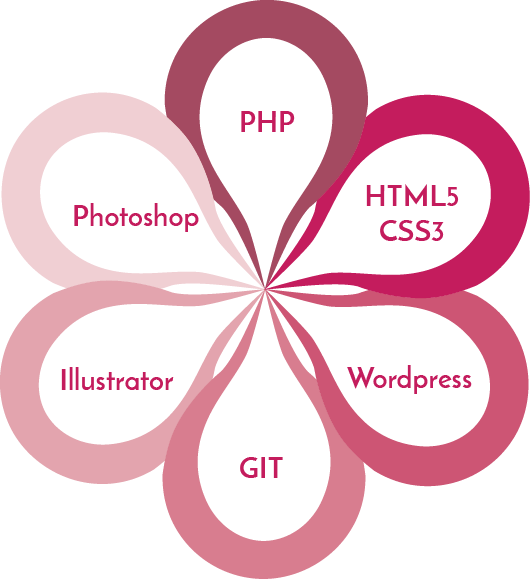 PHP
HTML5
CSS3
Photoshop
Wordpress
Illustrator
GIT